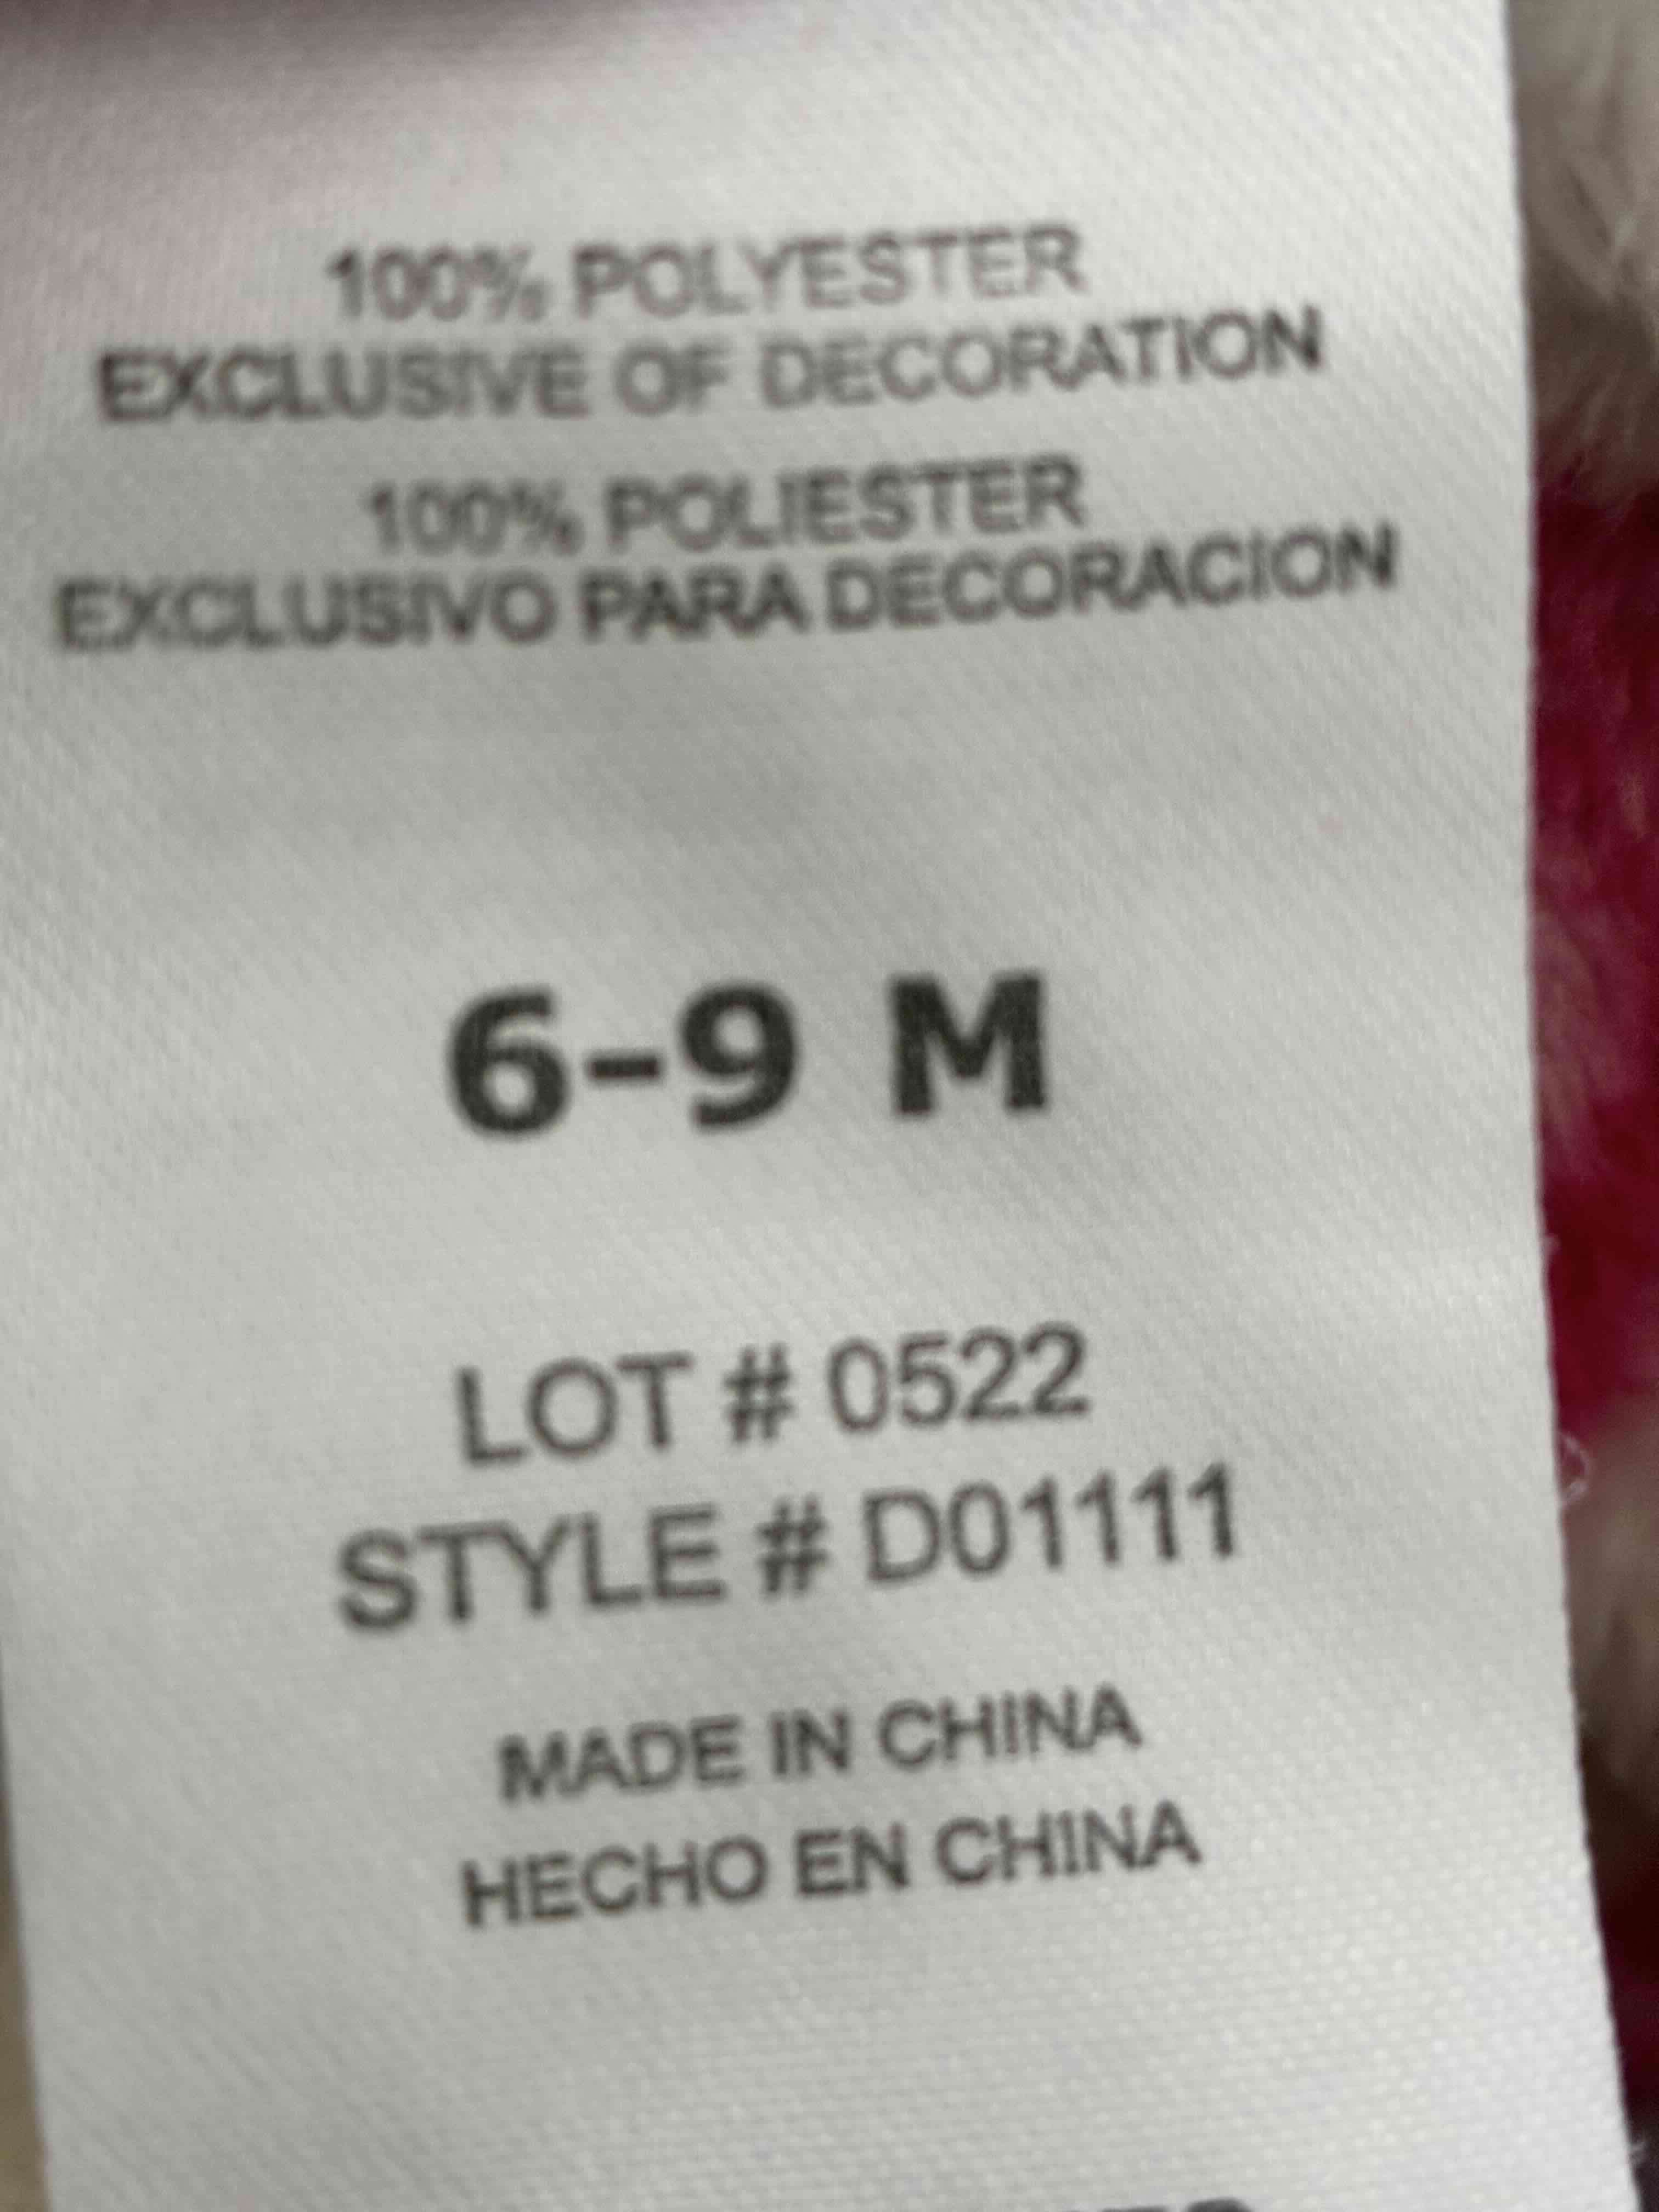 100% POLYESTER
EXCLUSIVE OF DECORATION
100% POLIESTER
EXCLUSIVO PARA DECORACION
6-9 M
LOT # 0522
STYLE # D01111
MADE IN CHINA
HECHO EN CHINA